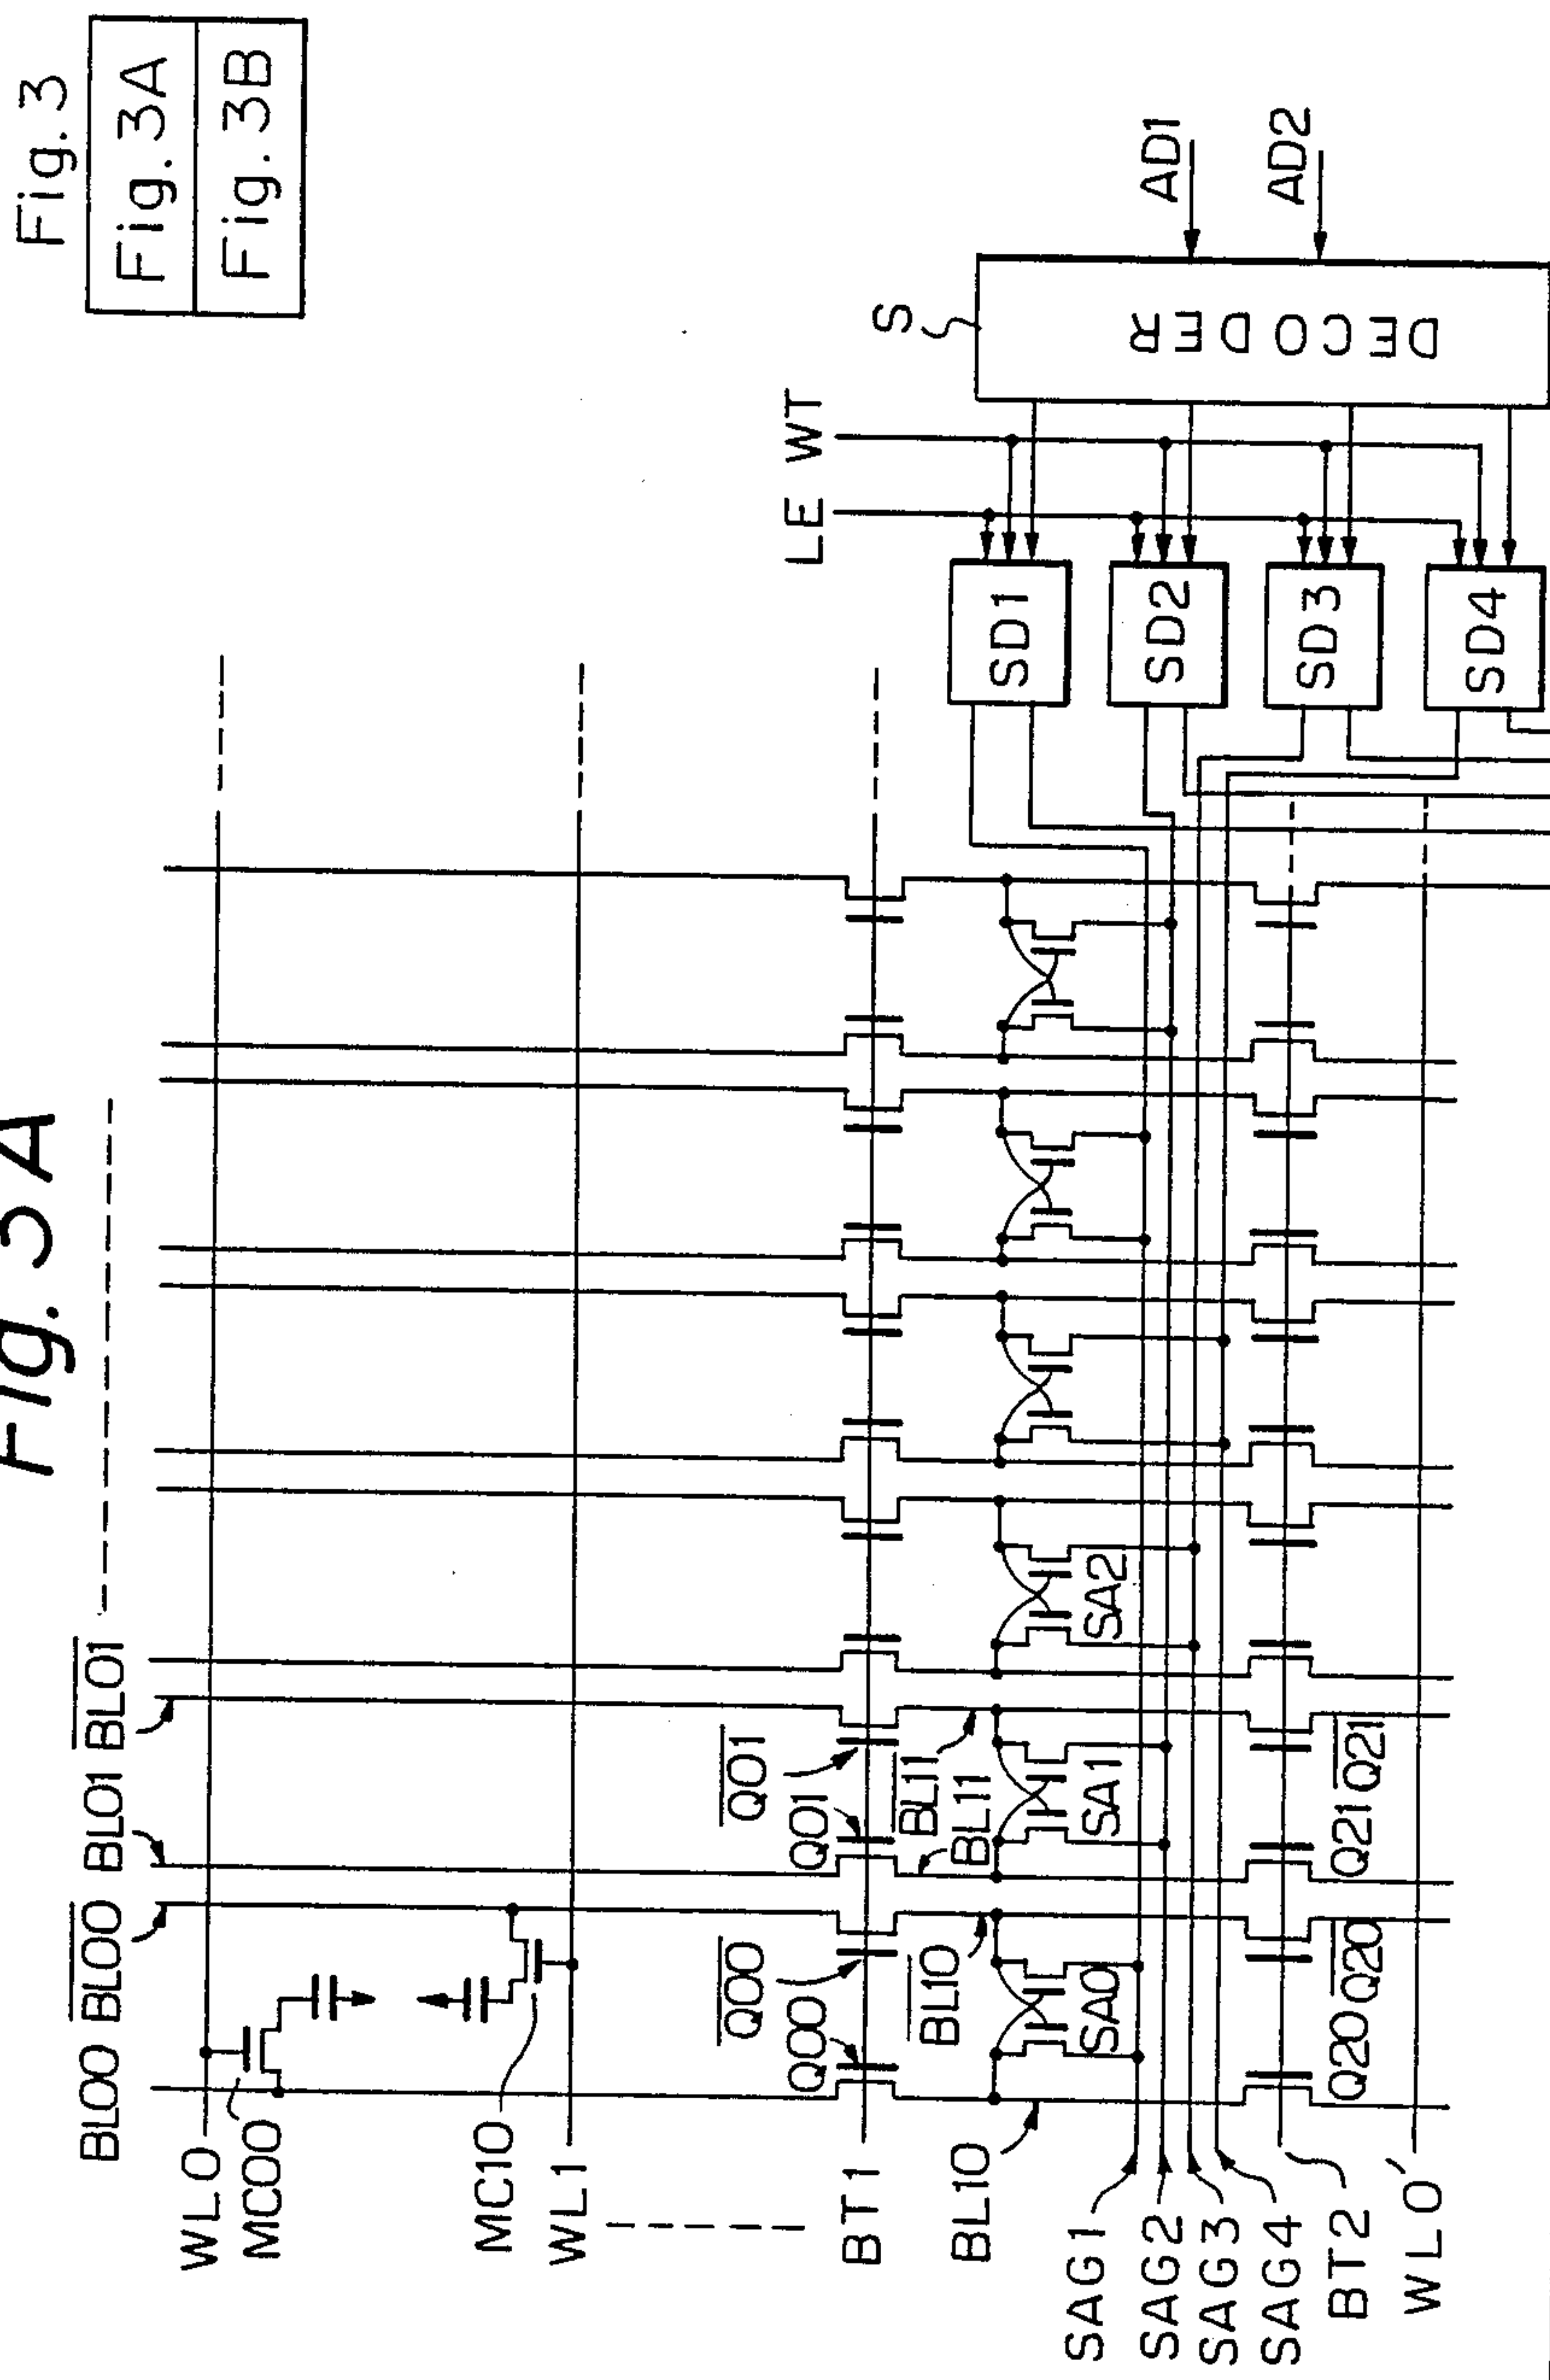 Fig. 3
Fig. 3A
Fig. 3B
Fig. 3A
BL00 BL00 BL01 BL01
WL0
MC00
MC10
WL1
Q00 Q00 Q01 Q01
BT1
BL10 BL10 BL11 BL11
SA0 SA1 SA2
SAG1
SAG2
SAG3
SAG4
Q20 Q20 Q21 Q21
BT2
WL0'
LE WT S
SD1
SD2
SD3
SD4
DECODER
AD1
AD2